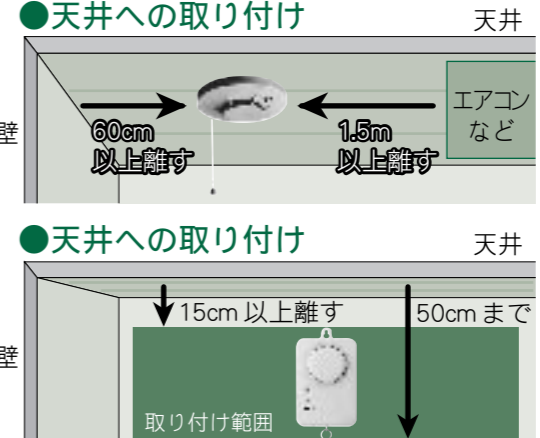 ●天井への取り付け
天井
エアコン
など
壁
60cm
以上離す
1.5m
以上離す
●天井への取り付け
天井
15cm 以上離す
50cm まで
壁
取り付け範囲